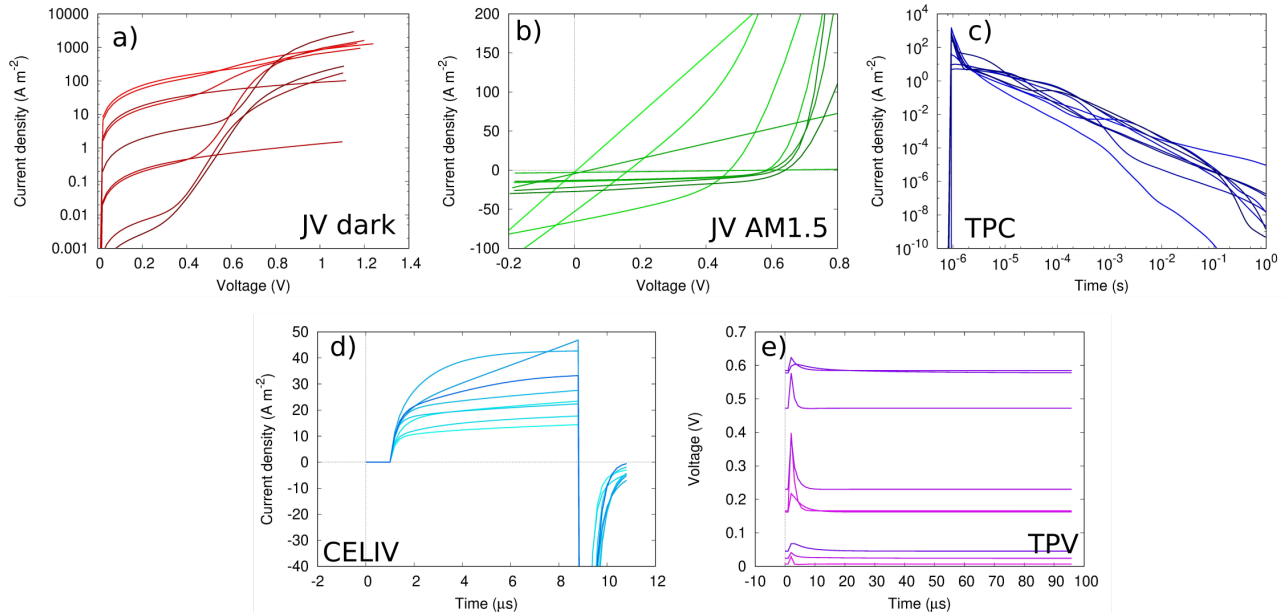 a)
Current density (A m⁻²)
10000
1000
100
10
1
0.1
0.01
0.001
0 0.2 0.4 0.6 0.8 1 1.2 1.4
Voltage (V)
JV dark
b)
Current density (A m⁻²)
200
150
100
50
0
-50
-100
-0.2 0 0.2 0.4 0.6 0.8
Voltage (V)
JV AM1.5
c)
Current density (A m⁻²)
10⁴
10²
10⁰
10⁻²
10⁻⁴
10⁻⁶
10⁻⁸
10⁻¹⁰
10⁻⁶ 10⁻⁵ 10⁻⁴ 10⁻³ 10⁻² 10⁻¹ 10⁰
Time (s)
TPC
d)
Current density (A m⁻²)
50
40
30
20
10
0
-10
-20
-30
-40
-2 0 2 4 6 8 10 12
Time (μs)
CELIV
e)
Voltage (V)
0.7
0.6
0.5
0.4
0.3
0.2
0.1
0
-10 0 10 20 30 40 50 60 70 80 90 100
Time (μs)
TPV